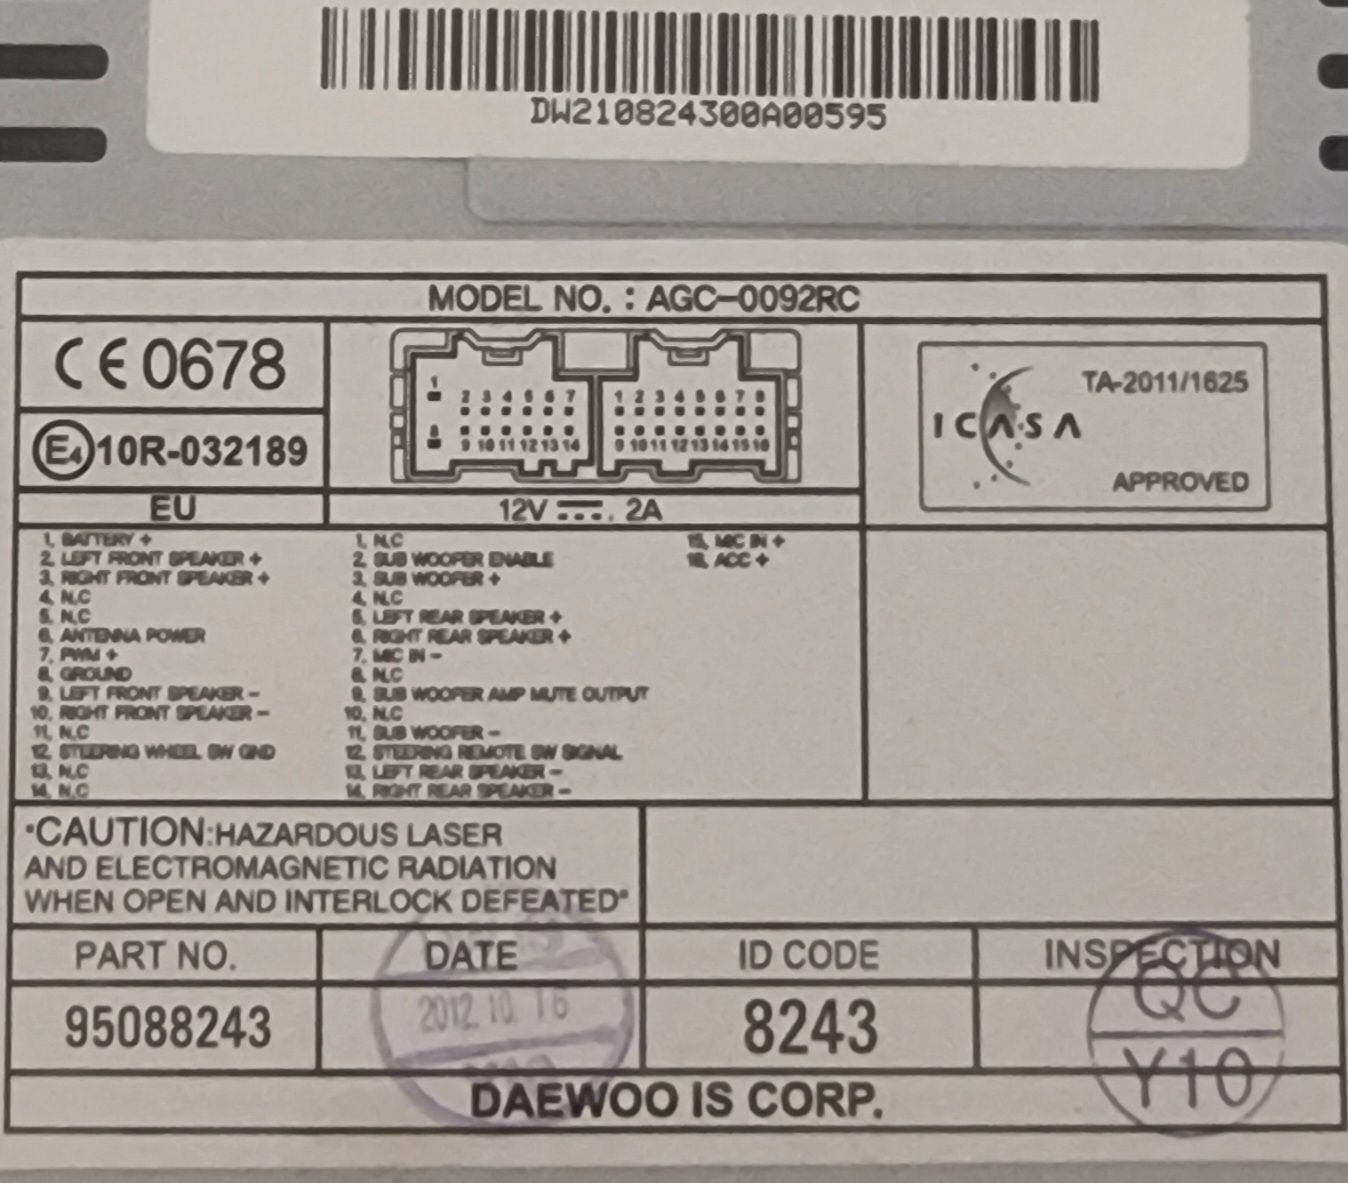 DW210824300A00595
MODEL NO. : AGC-0092RC
CE 0678
E4 10R-032189
EU
1 2 3 4 5 6 7
8 9 10 11 12 13 14
1 2 3 4 5 6 7 8
9 10 11 12 13 14 15 16
12V ⎓, 2A
TA-2011/1625
ICASA
APPROVED
1, BATTERY +
2, LEFT FRONT SPEAKER +
3, RIGHT FRONT SPEAKER +
4, N,C
5, N,C
6, ANTENNA POWER
7, PWM +
8, GROUND
9, LEFT FRONT SPEAKER -
10, RIGHT FRONT SPEAKER -
11, N,C
12, STEERING WHEEL SW GND
13, N,C
14, N,C
1, N,C
2, SUB WOOFER ENABLE
3, SUB WOOFER +
4, N,C
5, LEFT REAR SPEAKER +
6, RIGHT REAR SPEAKER +
7, MIC IN -
8, N,C
9, SUB WOOFER AMP MUTE OUTPUT
10, N,C
11, SUB WOOFER -
12, STEERING REMOTE SW SIGNAL
13, LEFT REAR SPEAKER -
14, RIGHT REAR SPEAKER -
15, MIC IN +
16, ACC +
"CAUTION:HAZARDOUS LASER
AND ELECTROMAGNETIC RADIATION
WHEN OPEN AND INTERLOCK DEFEATED"
PART NO. DATE ID CODE INSPECTION
95088243 2012.10.16 8243 QC
Y10
DAEWOO IS CORP.